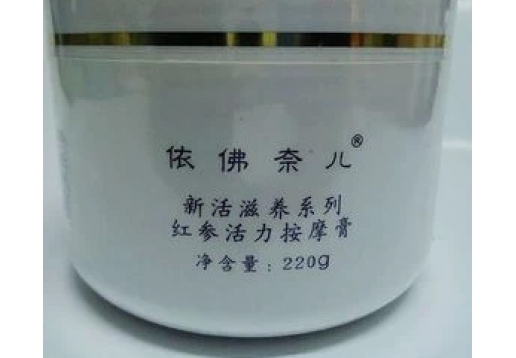 依佛奈儿®
新活滋养系列
红参活力按摩膏
净含量：220g